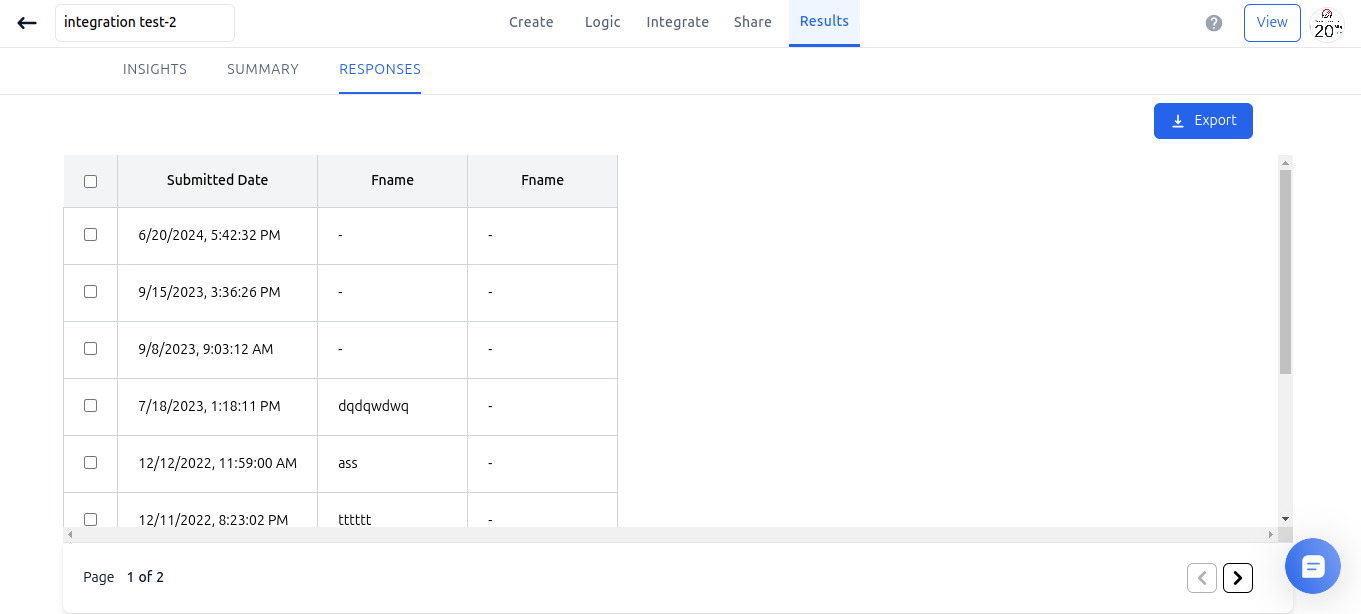 integration test-2
Create Logic Integrate Share Results
View
20
INSIGHTS SUMMARY RESPONSES
Export
Submitted Date Fname Fname
6/20/2024, 5:42:32 PM - -
9/15/2023, 3:36:26 PM - -
9/8/2023, 9:03:12 AM - -
7/18/2023, 1:18:11 PM dqdqwdwq -
12/12/2022, 11:59:00 AM ass -
12/11/2022, 8:23:02 PM tttttt -
Page 1 of 2